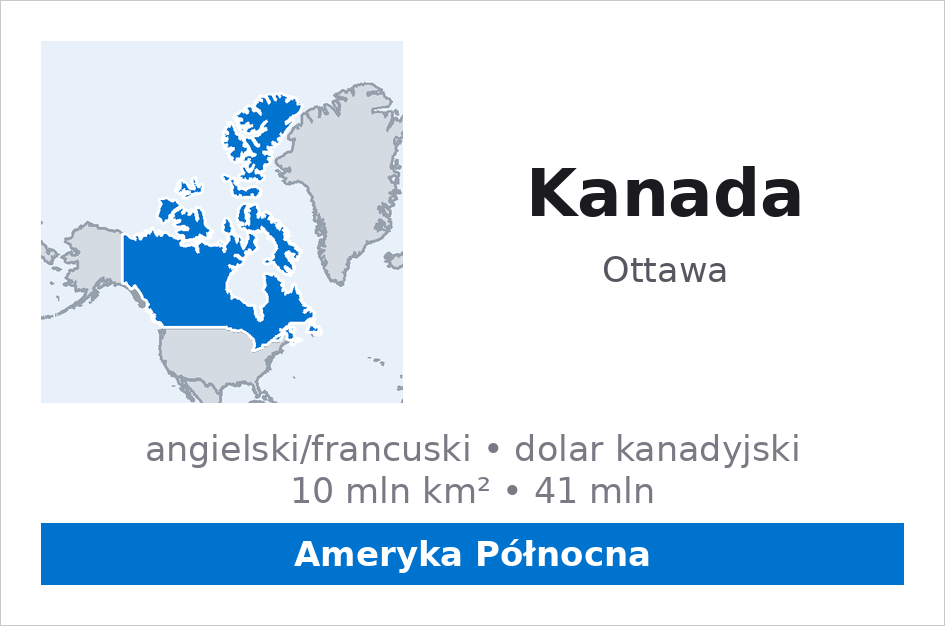 Kanada
Ottawa
angielski/francuski • dolar kanadyjski
10 mln km² • 41 mln
Ameryka Północna